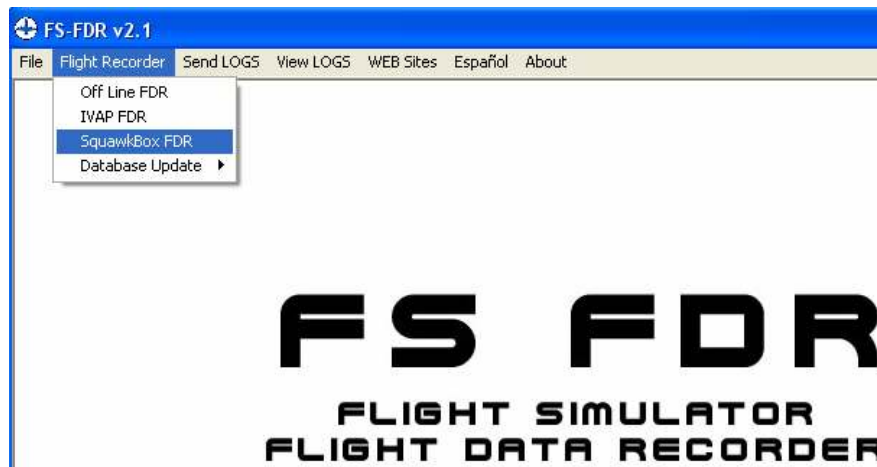 FS-FDR v2.1
File Flight Recorder Send LOGS View LOGS WEB Sites Español About
Off Line FDR
IVAP FDR
SquawkBox FDR
Database Update
FS FDR
FLIGHT SIMULATOR
FLIGHT DATA RECORDER